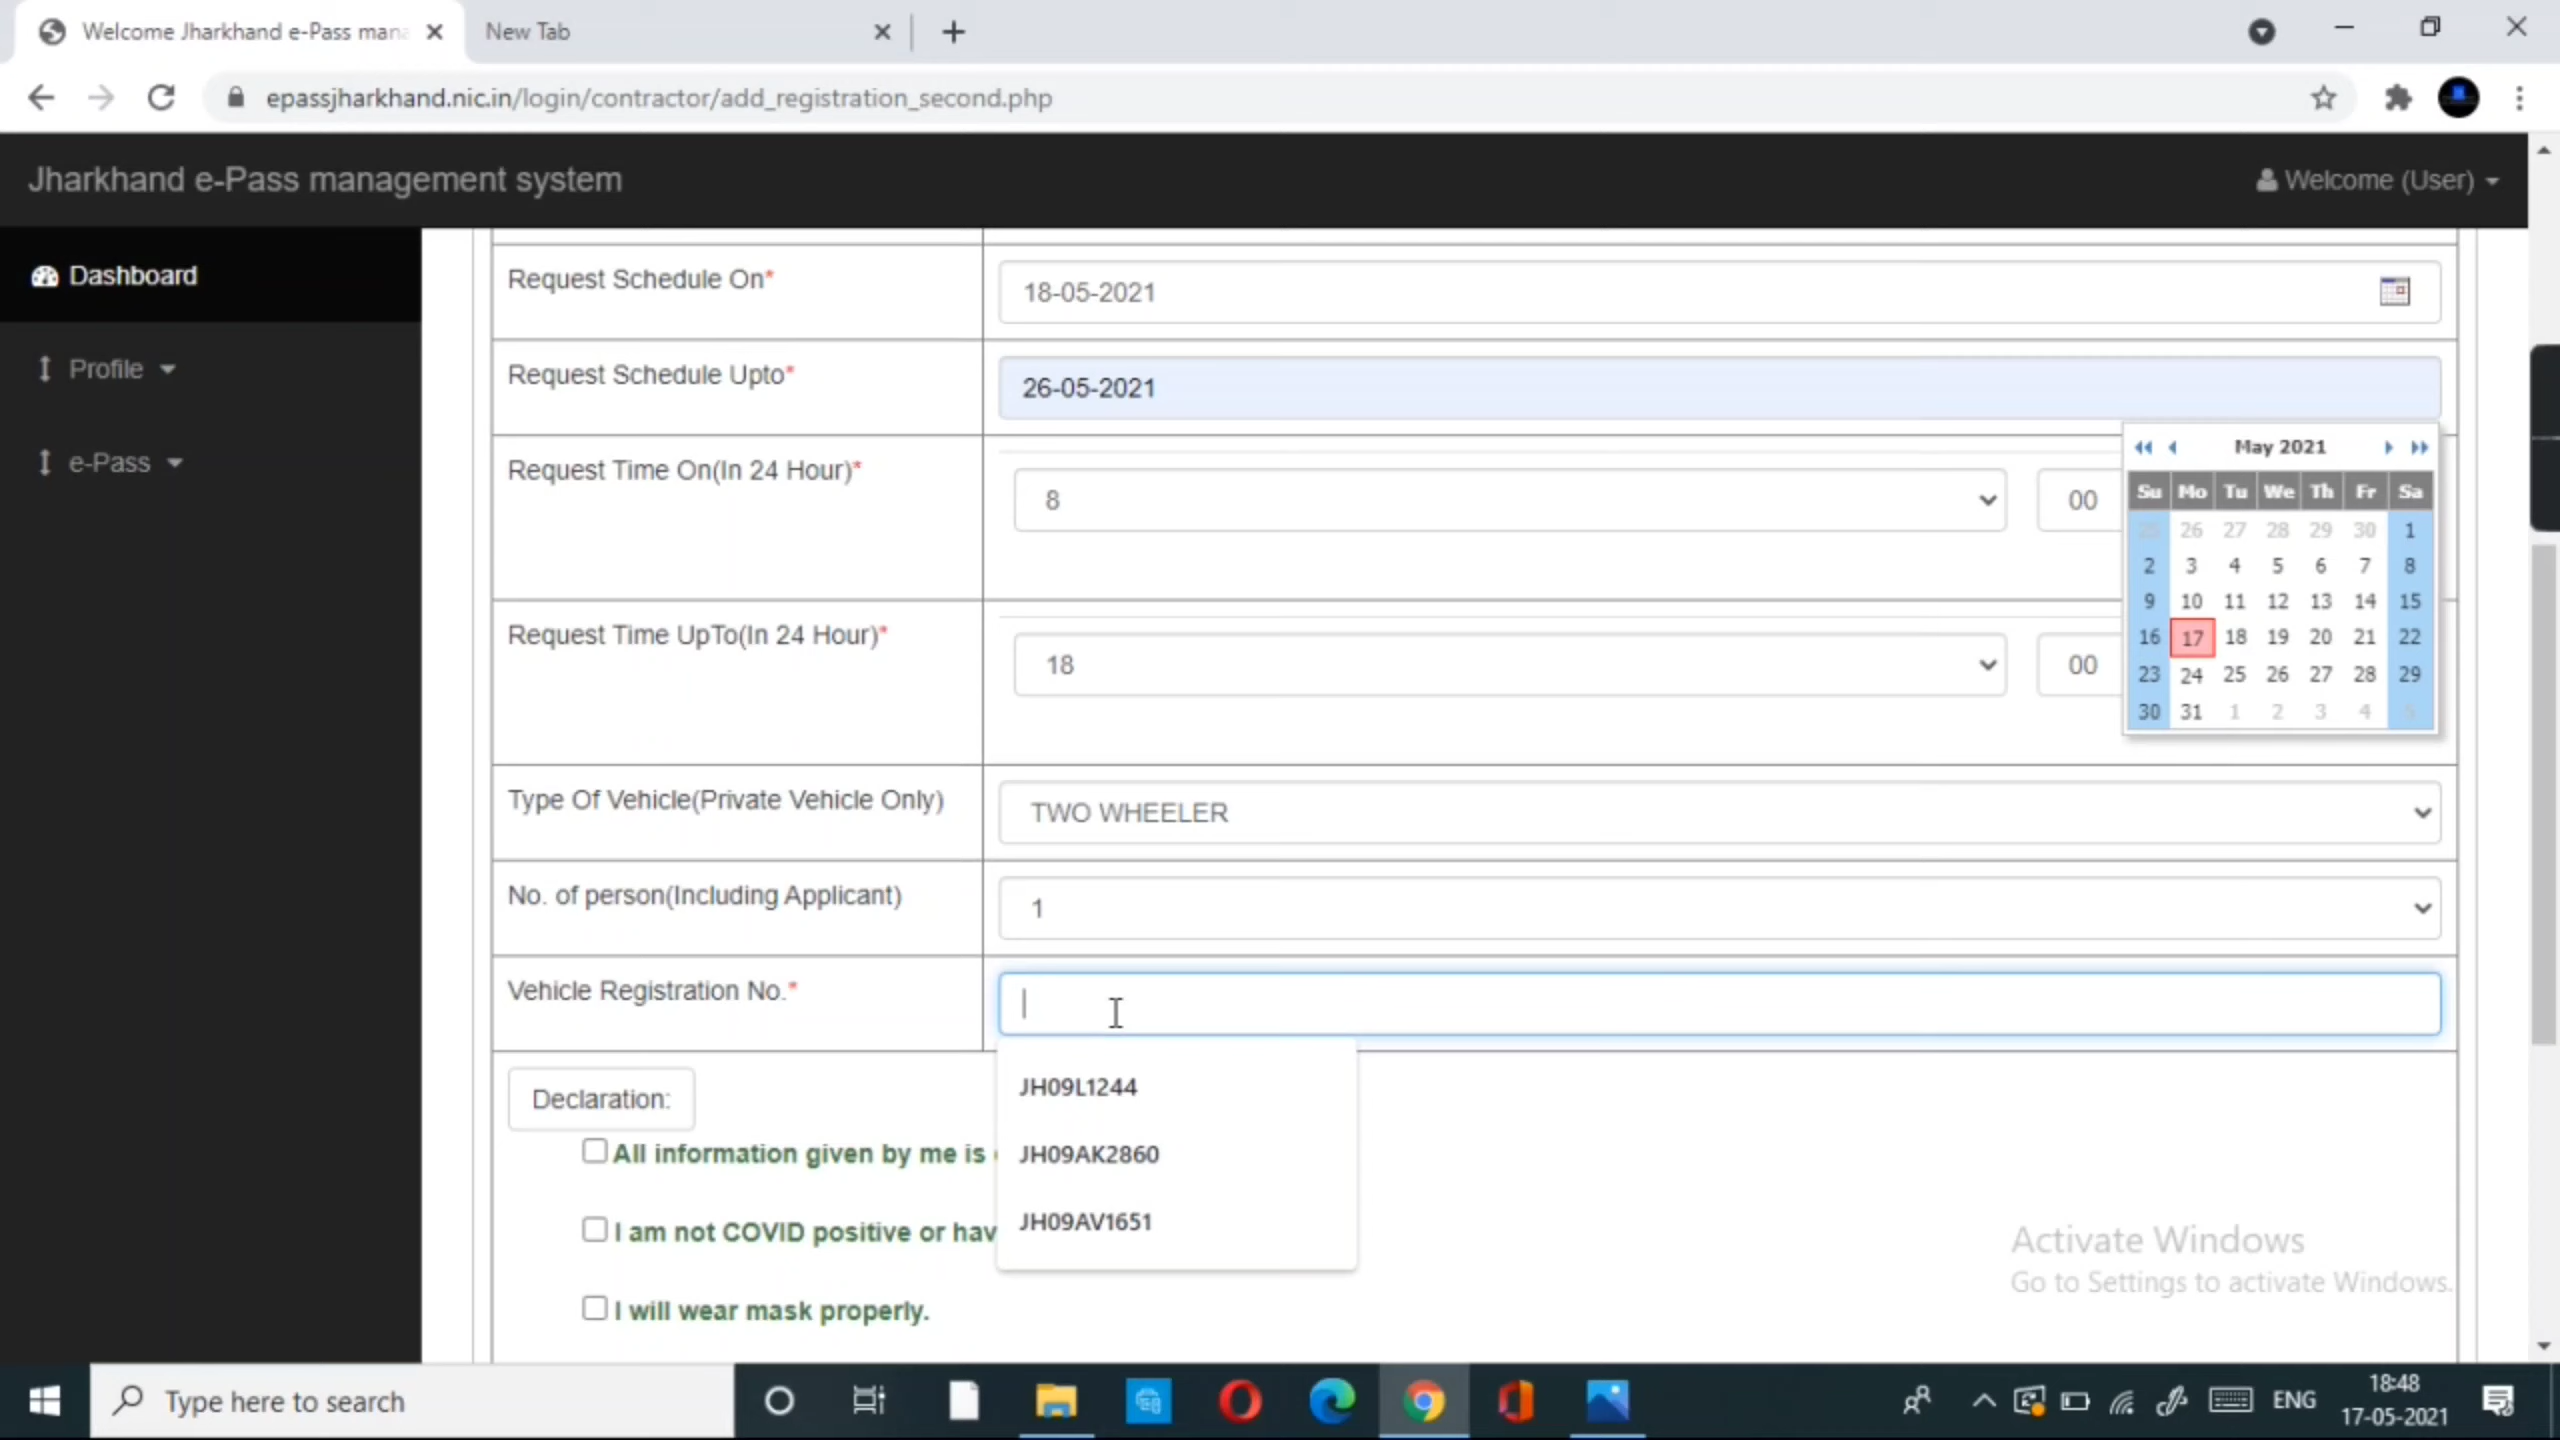 Welcome Jharkhand e-Pass mana
New Tab
epassjharkhand.nic.in/login/contractor/add_registration_second.php
Jharkhand e-Pass management system
Welcome (User)
Dashboard
Profile
e-Pass
Request Schedule On*
18-05-2021
Request Schedule Upto*
26-05-2021
Request Time On(In 24 Hour)*
8
00
May 2021
Su Mo Tu We Th Fr Sa
25 26 27 28 29 30 1
2 3 4 5 6 7 8
9 10 11 12 13 14 15
16 17 18 19 20 21 22
23 24 25 26 27 28 29
30 31 1 2 3 4 5
Request Time UpTo(In 24 Hour)*
18
00
Type Of Vehicle(Private Vehicle Only)
TWO WHEELER
No. of person(Including Applicant)
1
Vehicle Registration No.*
JH09L1244
JH09AK2860
JH09AV1651
Declaration:
All information given by me is
I am not COVID positive or hav
I will wear mask properly.
Activate Windows
Go to Settings to activate Windows.
Type here to search
ENG
18:48
17-05-2021